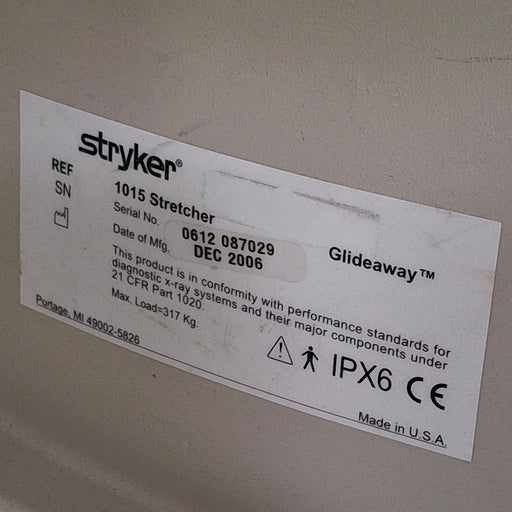 stryker®
REF 1015 Stretcher
SN Serial No. 0612 087029 Glideaway™
Date of Mfg. DEC 2006
This product is in conformity with performance standards for
diagnostic x-ray systems and their major components under
21 CFR Part 1020.
Max. Load=317 Kg.
IPX6 CE
Portage, MI 49002-5826
Made in U.S.A.